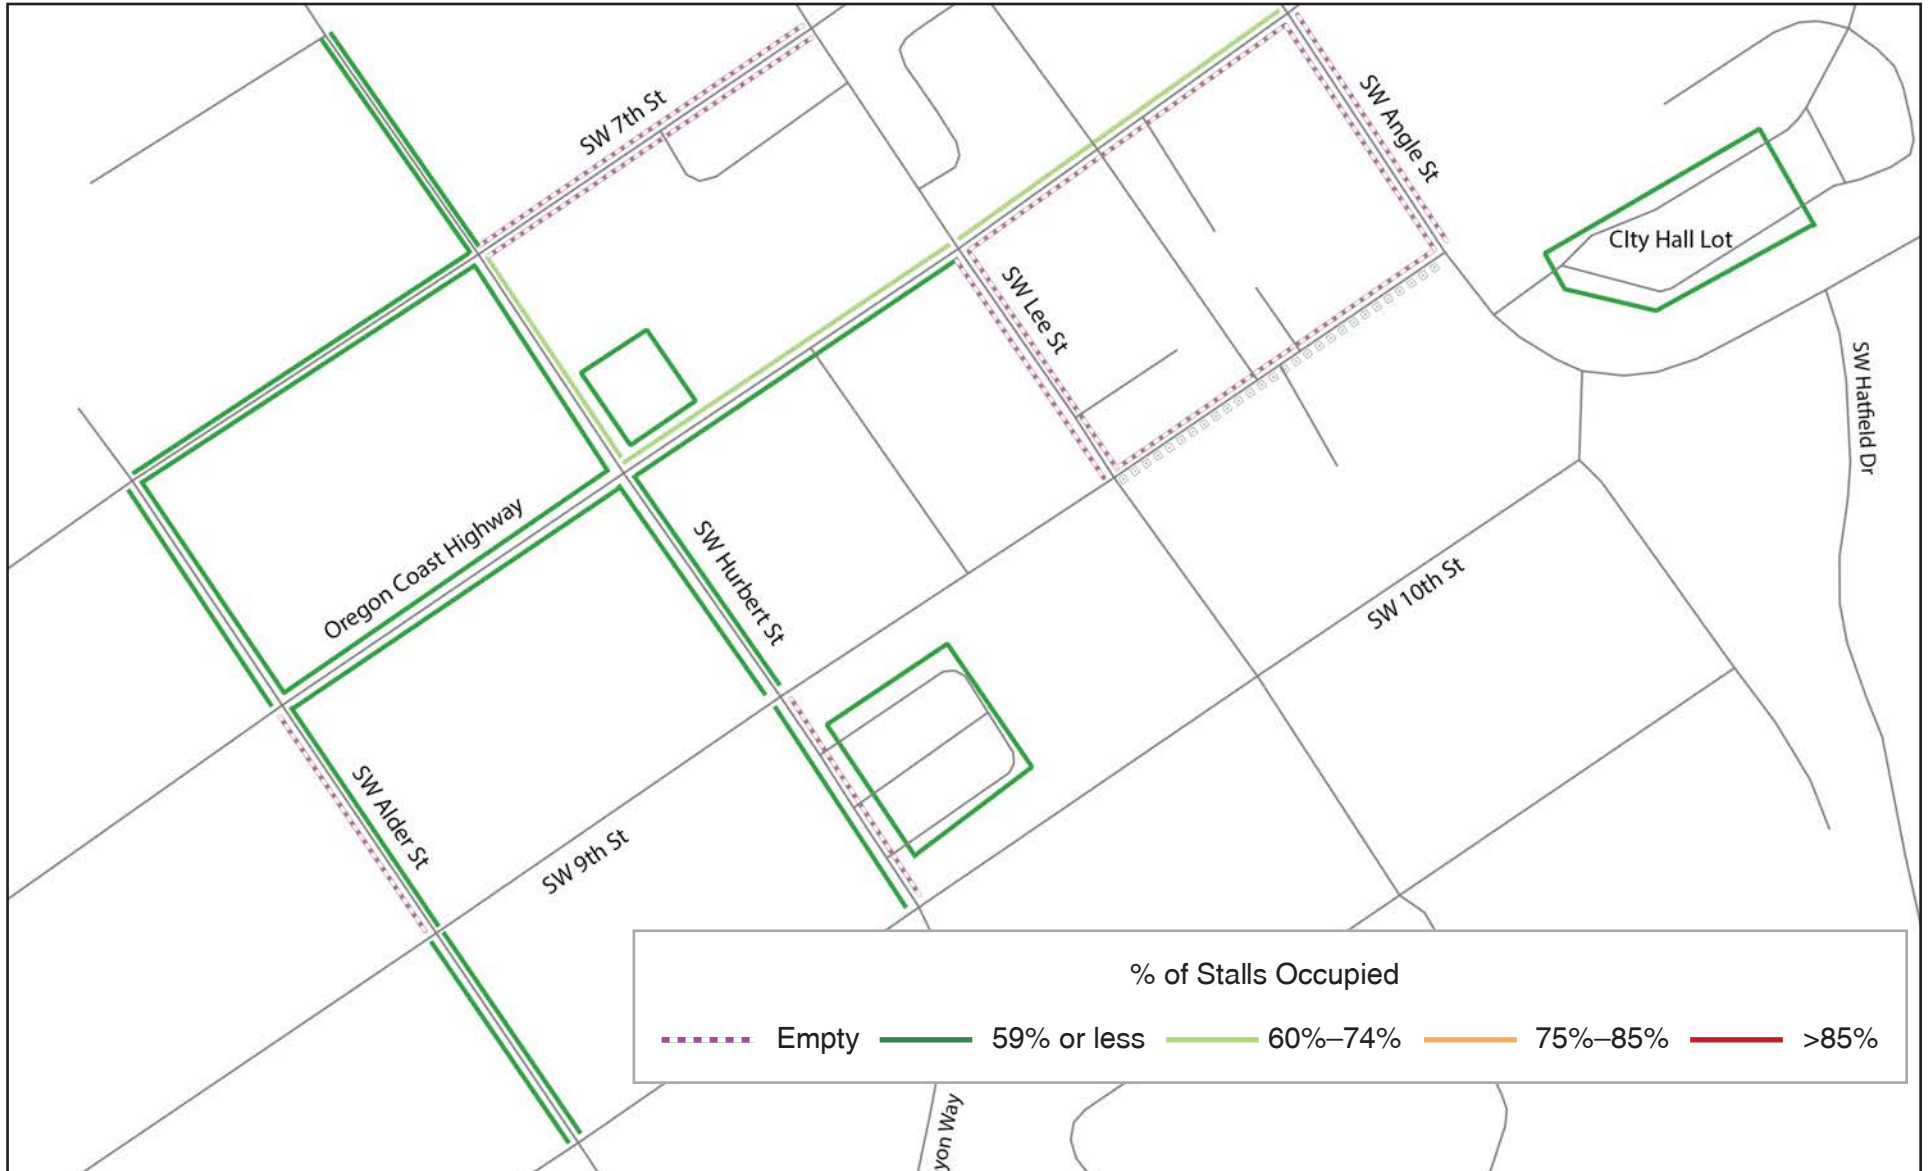 SW 7th St
SW Angle St
CIty Hall Lot
SW Lee St
SW Hatfield Dr
Oregon Coast Highway
SW Hurbert St
SW 10th St
SW Alder St
SW 9th St
% of Stalls Occupied
Empty 59% or less 60%–74% 75%–85% >85%
yon Way